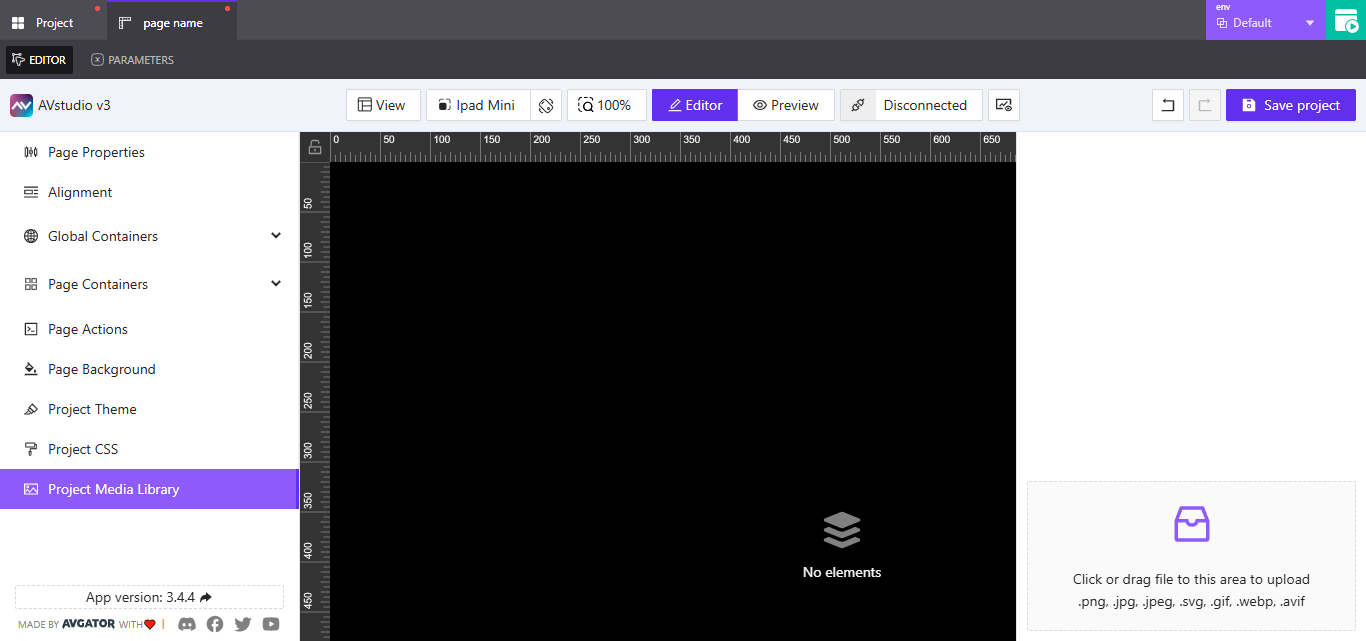 Project
page name
env
Default
EDITOR
PARAMETERS
AVstudio v3
View
Ipad Mini
100%
Editor
Preview
Disconnected
Save project
Page Properties
Alignment
Global Containers
Page Containers
Page Actions
Page Background
Project Theme
Project CSS
Project Media Library
App version: 3.4.4
MADE BY AVGATOR WITH
0 50 100 150 200 250 300 350 400 450 500 550 600 650
50
100
150
200
250
300
350
400
450
No elements
Click or drag file to this area to upload
.png, .jpg, .jpeg, .svg, .gif, .webp, .avif